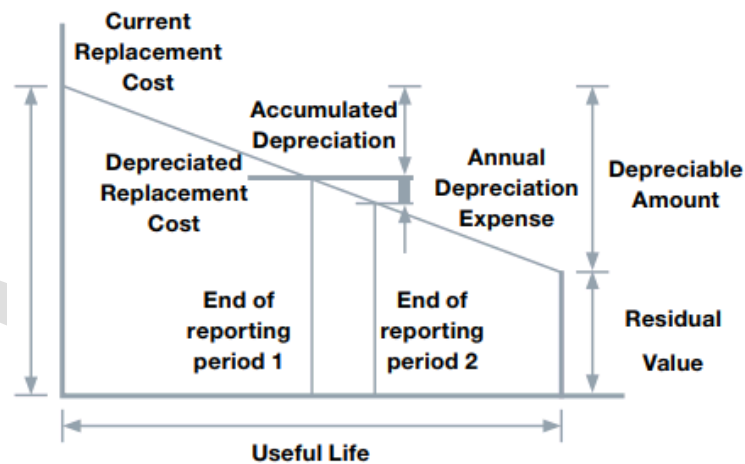 Current
Replacement
Cost
Accumulated
Depreciation
Depreciated
Replacement
Cost
Annual
Depreciation
Expense
Depreciable
Amount
End of
reporting
period 1
End of
reporting
period 2
Residual
Value
Useful Life